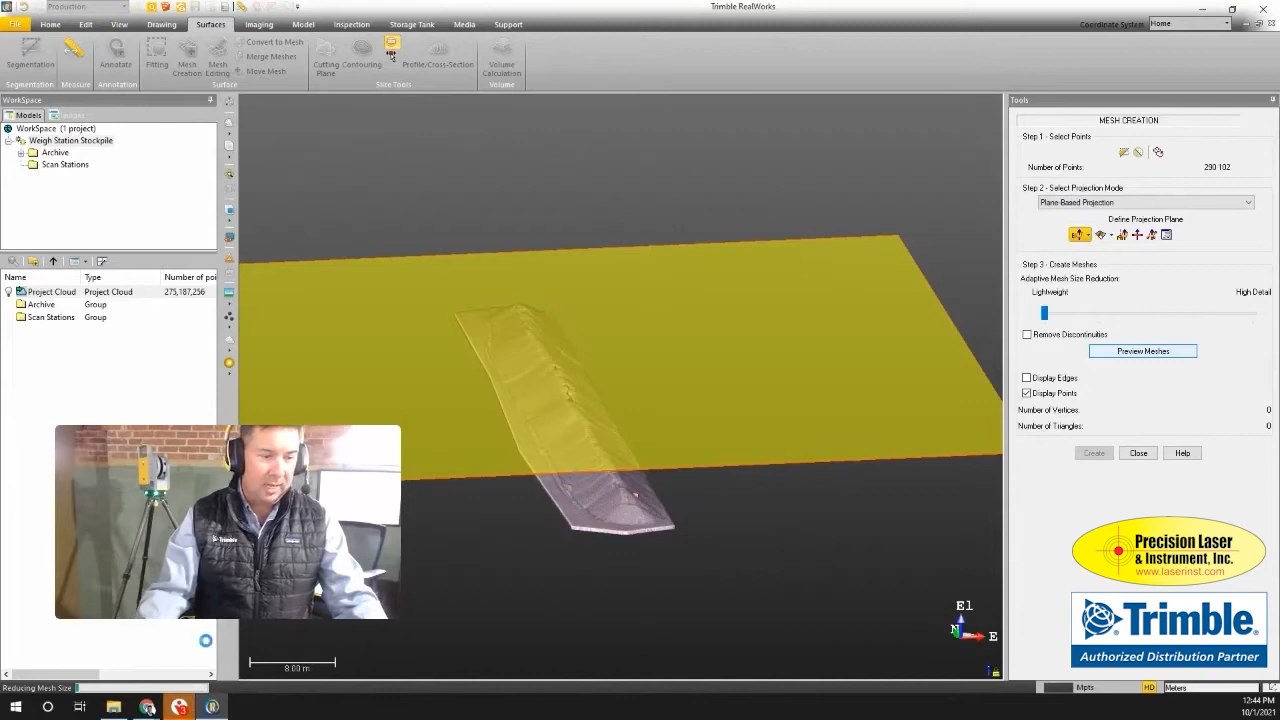 Production
Trimble RealWorks
File
Home
Edit
View
Drawing
Surfaces
Imaging
Model
Inspection
Storage Tank
Media
Support
Coordinate System
Home
Segmentation
Annotate
Fitting
Mesh Creation
Mesh Editing
Convert to Mesh
Merge Meshes
Move Mesh
Cutting Plane
Contouring
Profile/Cross-Section
Volume Calculation
Segmentation
Measure
Annotation
Surface
Slice Tools
Volume
WorkSpace
Models
WorkSpace (1 project)
Weigh Station Stockpile
Archive
Scan Stations
Name
Type
Number of poi
Project Cloud
Project Cloud
275,187,256
Archive
Group
Scan Stations
Group
Tools
MESH CREATION
Step 1 - Select Points
Number of Points:
290 102
Step 2 - Select Projection Mode
Plane-Based Projection
Define Projection Plane
Step 3 - Create Meshes
Adaptive Mesh Size Reduction:
Lightweight
High Detail
Remove Discontinuities
Preview Meshes
Display Edges
Display Points
Number of Vertices:
0
Number of Triangles:
0
Create
Close
Help
Trimble
Precision Laser
& Instrument, Inc.
www.laserinst.com
Trimble
Authorized Distribution Partner
El
N
E
8.00 m
Reducing Mesh Size
Mpts
HD
Meters
3
12:44 PM
10/1/2021